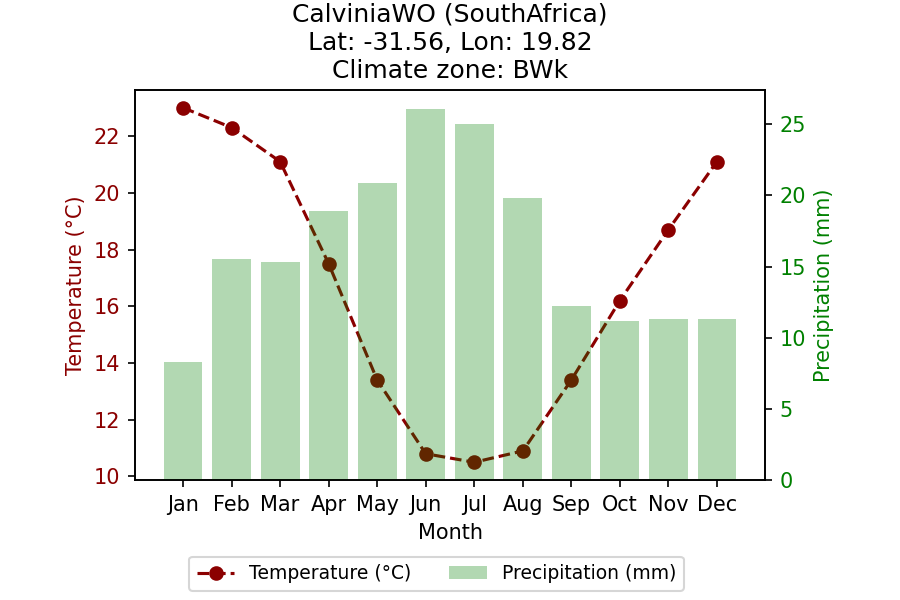 CalviniaWO (SouthAfrica)
Lat: -31.56, Lon: 19.82
Climate zone: BWk
Temperature (°C)
22
20
18
16
14
12
10
25
20
15
10
5
0
Precipitation (mm)
Jan Feb Mar Apr May Jun Jul Aug Sep Oct Nov Dec
Month
Temperature (°C) Precipitation (mm)